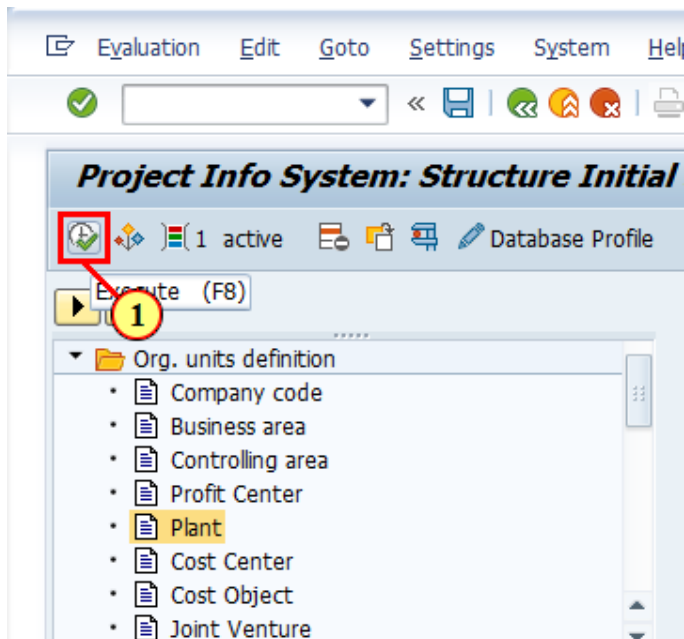 Evaluation Edit Goto Settings System Help
Project Info System: Structure Initial
1 active Database Profile
Execute (F8)
1
Org. units definition
Company code
Business area
Controlling area
Profit Center
Plant
Cost Center
Cost Object
Joint Venture